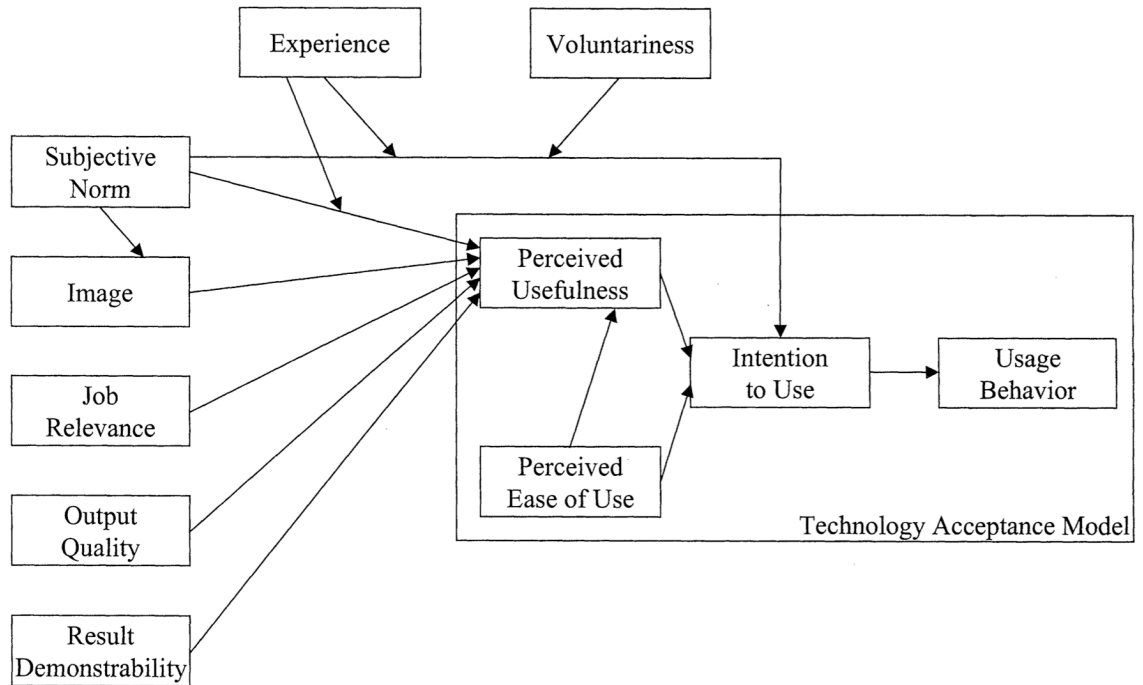 Experience
Voluntariness
Subjective
Norm
Image
Job
Relevance
Output
Quality
Result
Demonstrability
Perceived
Usefulness
Perceived
Ease of Use
Intention
to Use
Usage
Behavior
Technology Acceptance Model